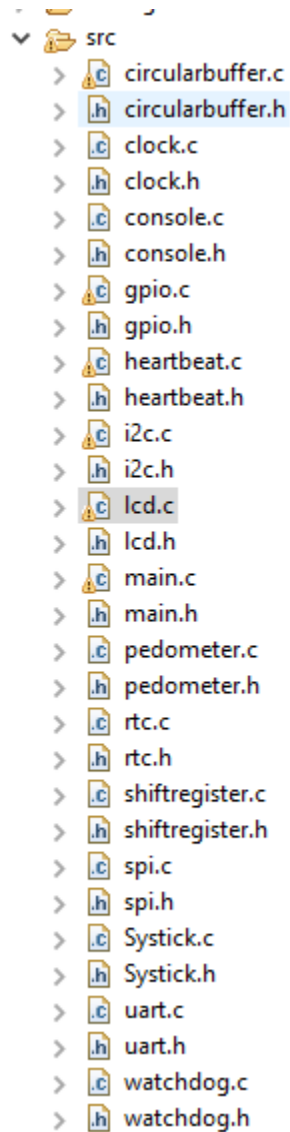 src
circularbuffer.c
circularbuffer.h
clock.c
clock.h
console.c
console.h
gpio.c
gpio.h
heartbeat.c
heartbeat.h
i2c.c
i2c.h
lcd.c
lcd.h
main.c
main.h
pedometer.c
pedometer.h
rtc.c
rtc.h
shiftregister.c
shiftregister.h
spi.c
spi.h
Systick.c
Systick.h
uart.c
uart.h
watchdog.c
watchdog.h